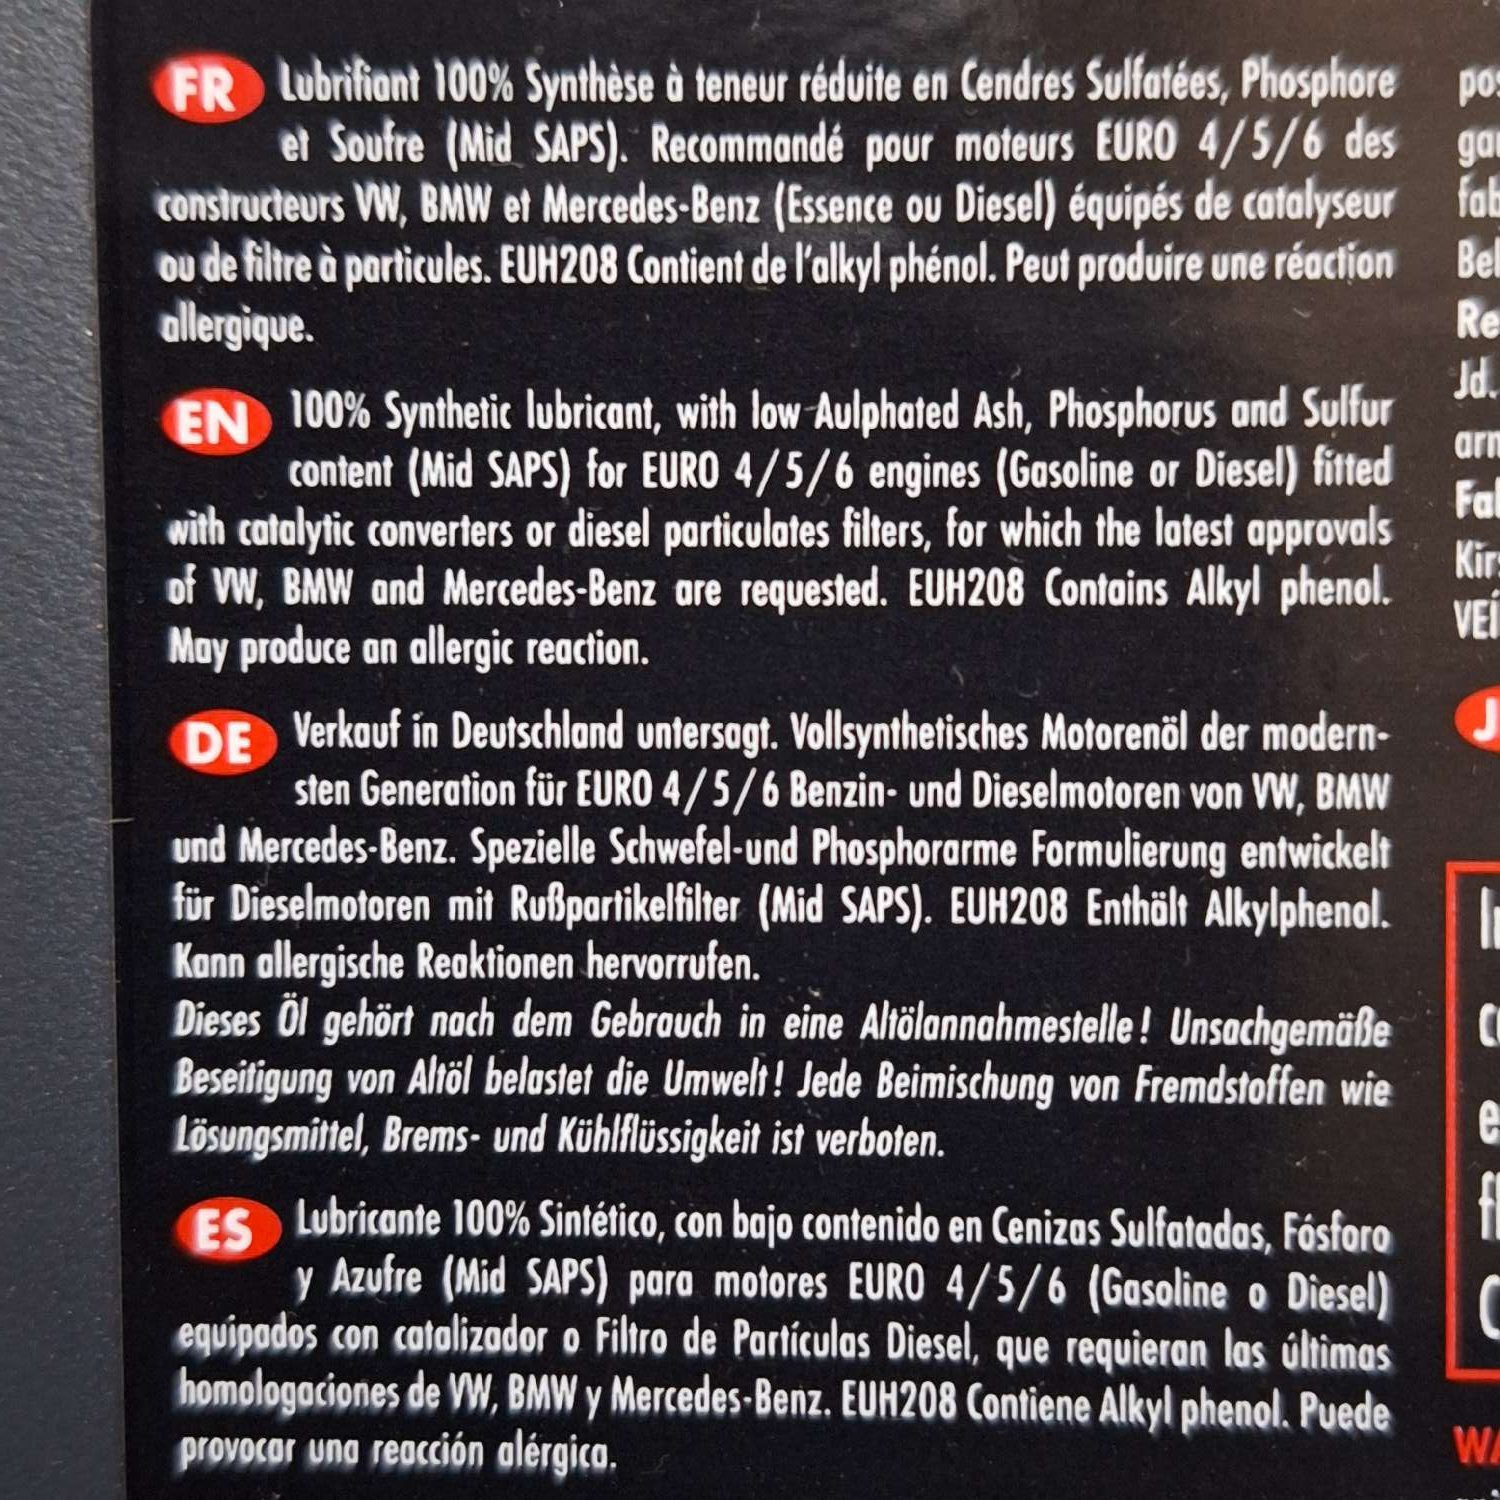 FR Lubrifiant 100% Synthèse à teneur réduite en Cendres Sulfatées, Phosphore
et Soufre (Mid SAPS). Recommandé pour moteurs EURO 4/5/6 des
constructeurs VW, BMW et Mercedes-Benz (Essence ou Diesel) équipés de catalyseur
ou de filtre à particules. EUH208 Contient de l'alkyl phénol. Peut produire une réaction
allergique.
EN 100% Synthetic lubricant, with low Aulphated Ash, Phosphorus and Sulfur
content (Mid SAPS) for EURO 4/5/6 engines (Gasoline or Diesel) fitted
with catalytic converters or diesel particulates filters, for which the latest approvals
of VW, BMW and Mercedes-Benz are requested. EUH208 Contains Alkyl phenol.
May produce an allergic reaction.
DE Verkauf in Deutschland untersagt. Vollsynthetisches Motorenöl der modern-
sten Generation für EURO 4/5/6 Benzin- und Dieselmotoren von VW, BMW
und Mercedes-Benz. Spezielle Schwefel-und Phosphorarme Formulierung entwickelt
für Dieselmotoren mit Rußpartikelfilter (Mid SAPS). EUH208 Enthält Alkylphenol.
Kann allergische Reaktionen hervorrufen.
Dieses Öl gehört nach dem Gebrauch in eine Altölannahmestelle! Unsachgemäße
Beseitigung von Altöl belastet die Umwelt! Jede Beimischung von Fremdstoffen wie
Lösungsmittel, Brems- und Kühlflüssigkeit ist verboten.
ES Lubricante 100% Sintético, con bajo contenido en Cenizas Sulfatadas, Fósforo
y Azufre (Mid SAPS) para motores EURO 4/5/6 (Gasoline o Diesel)
equipados con catalizador o Filtro de Partículas Diesel, que requieran las últimas
homologaciones de VW, BMW y Mercedes-Benz. EUH208 Contiene Alkyl phenol. Puede
provocar una reacción alérgica.
Jd.